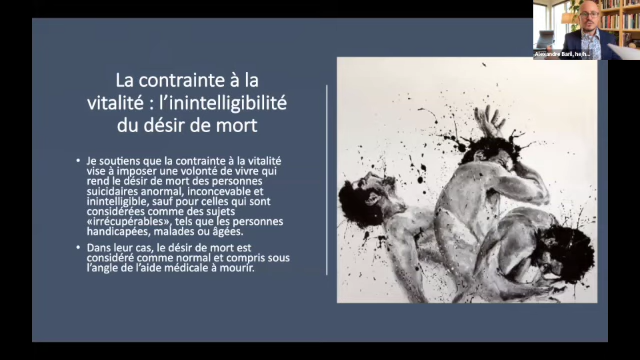 Alexandre Baril, he/h...
La contrainte à la
vitalité : l'inintelligibilité
du désir de mort
• Je soutiens que la contrainte à la vitalité
vise à imposer une volonté de vivre qui
rend le désir de mort des personnes
suicidaires anormal, inconcevable et
inintelligible, sauf pour celles qui sont
considérées comme des sujets
«irrécupérables», tels que les personnes
handicapées, malades ou âgées.
• Dans leur cas, le désir de mort est
considéré comme normal et compris sous
l'angle de l'aide médicale à mourir.